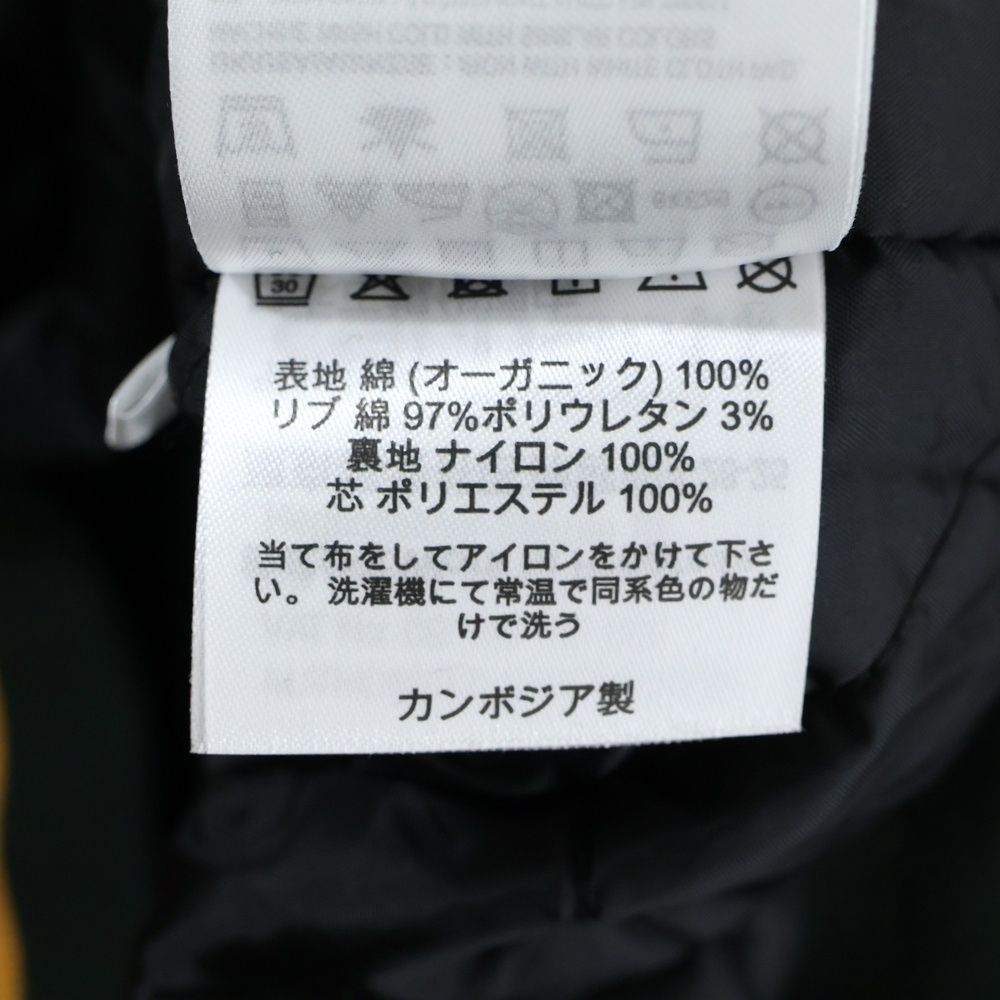 30
表地 綿 (オーガニック) 100%
リブ 綿 97%ポリウレタン 3%
裏地 ナイロン 100%
芯 ポリエステル 100%
当て布をしてアイロンをかけて下さ
い。 洗濯機にて常温で同系色の物だ
けで洗う
カンボジア製